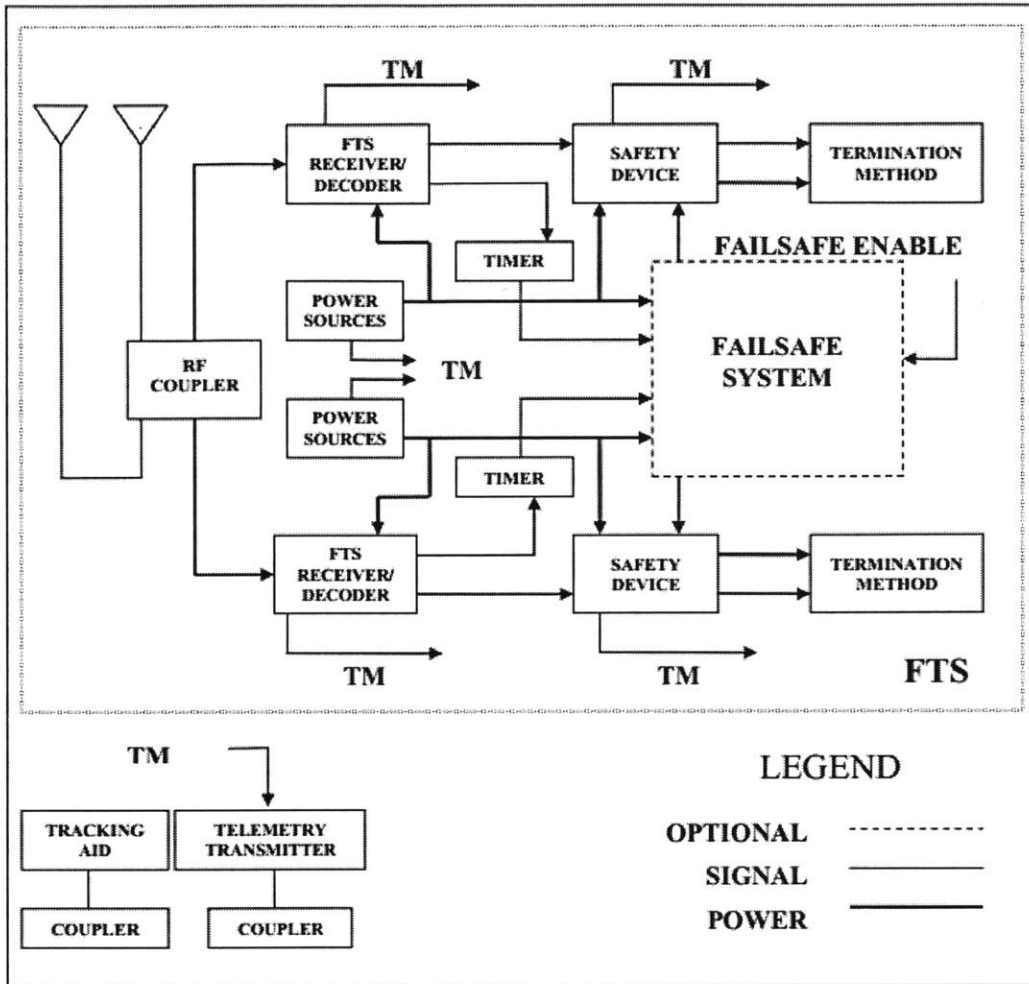 TM
TM
FTS
RECEIVER/
DECODER
SAFETY
DEVICE
TERMINATION
METHOD
TIMER
FAILSAFE ENABLE
POWER
SOURCES
RF
COUPLER
TM
FAILSAFE
SYSTEM
POWER
SOURCES
TIMER
FTS
RECEIVER/
DECODER
SAFETY
DEVICE
TERMINATION
METHOD
TM
TM
FTS
TM
LEGEND
TRACKING
AID
TELEMETRY
TRANSMITTER
OPTIONAL
SIGNAL
COUPLER
COUPLER
POWER